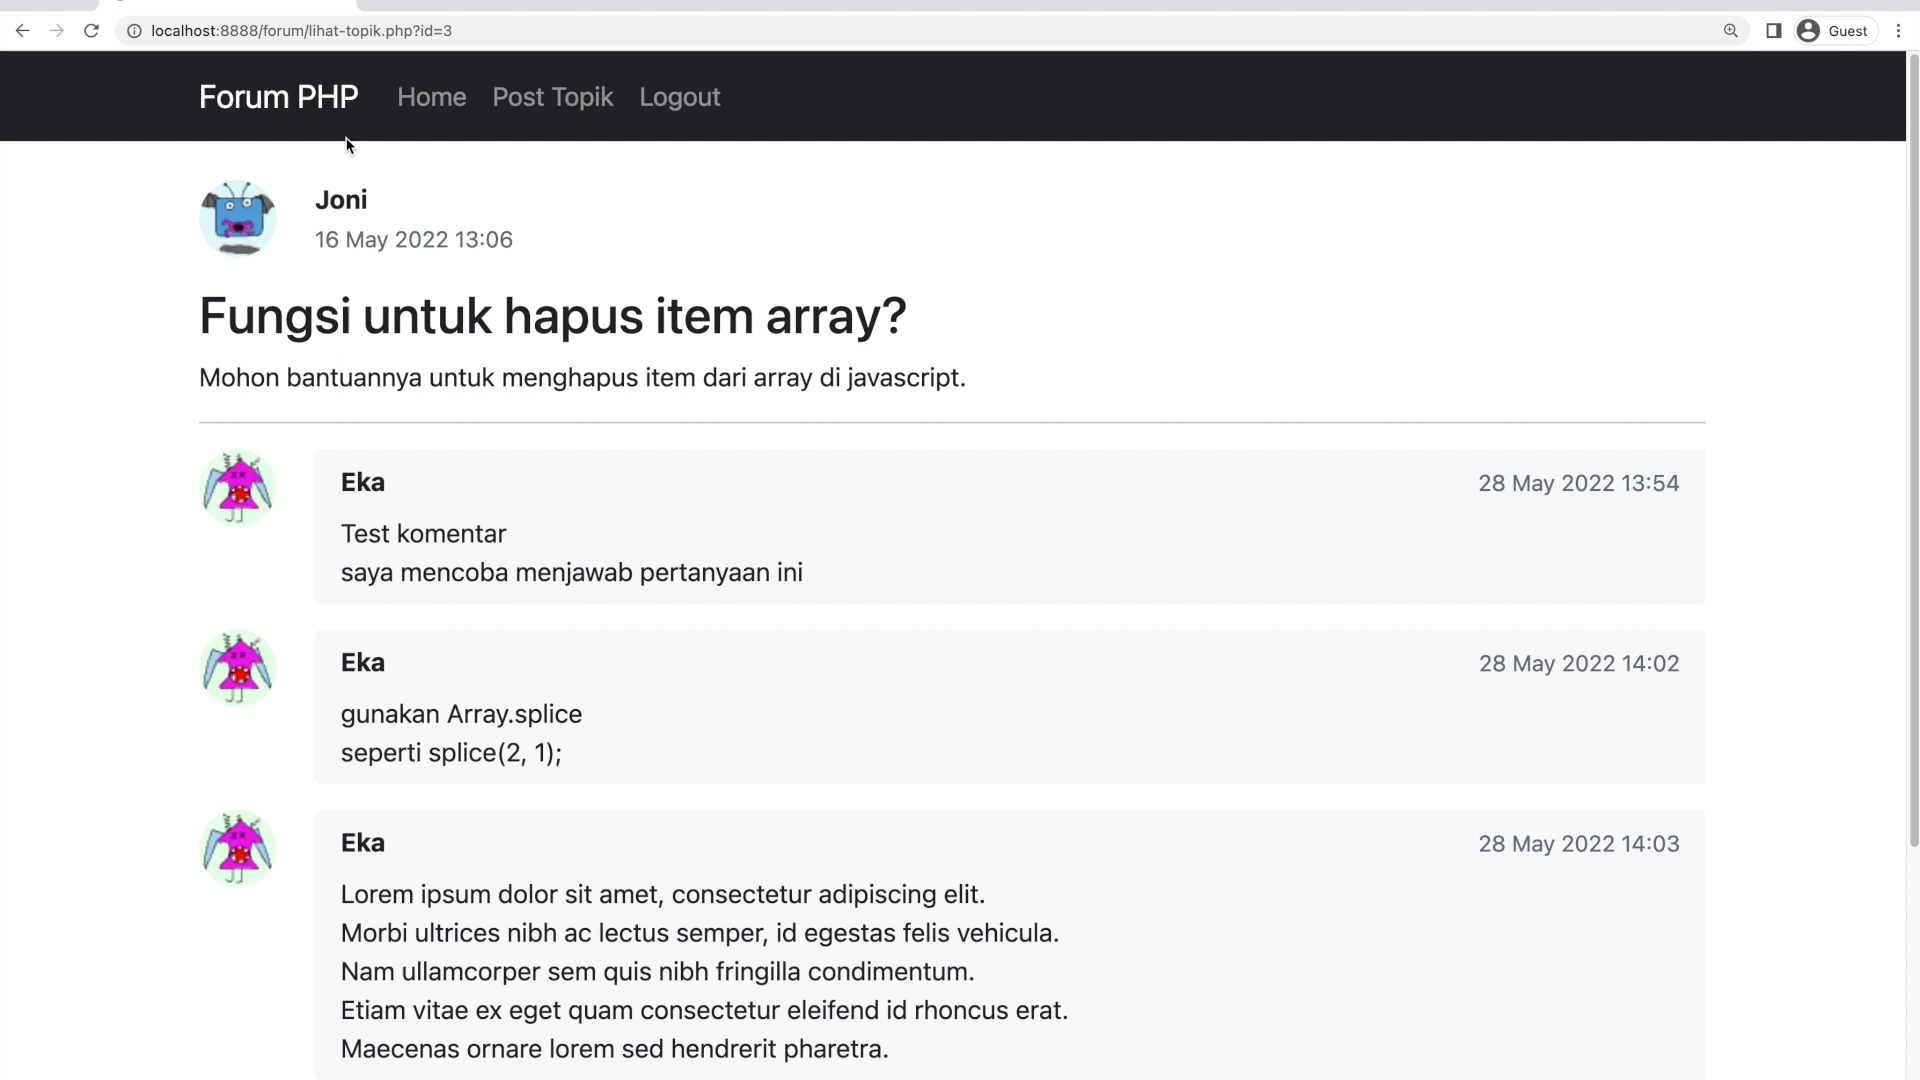 localhost:8888/forum/lihat-topik.php?id=3
Guest
Forum PHP Home Post Topik Logout
Joni
16 May 2022 13:06
Fungsi untuk hapus item array?
Mohon bantuannya untuk menghapus item dari array di javascript.
Eka 28 May 2022 13:54
Test komentar
saya mencoba menjawab pertanyaan ini
Eka 28 May 2022 14:02
gunakan Array.splice
seperti splice(2, 1);
Eka 28 May 2022 14:03
Lorem ipsum dolor sit amet, consectetur adipiscing elit.
Morbi ultrices nibh ac lectus semper, id egestas felis vehicula.
Nam ullamcorper sem quis nibh fringilla condimentum.
Etiam vitae ex eget quam consectetur eleifend id rhoncus erat.
Maecenas ornare lorem sed hendrerit pharetra.